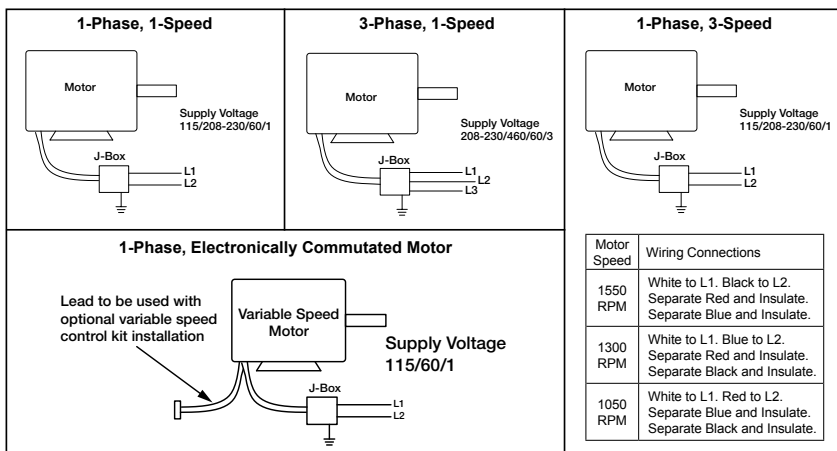 1-Phase, 1-Speed
Motor
Supply Voltage
115/208-230/60/1
J-Box
L1
L2
3-Phase, 1-Speed
Motor
Supply Voltage
208-230/460/60/3
J-Box
L1
L2
L3
1-Phase, 3-Speed
Motor
Supply Voltage
115/208-230/60/1
J-Box
L1
L2
Motor Speed
Wiring Connections
1550 RPM
White to L1. Black to L2.
Separate Red and Insulate.
Separate Blue and Insulate.
1300 RPM
White to L1. Blue to L2.
Separate Red and Insulate.
Separate Black and Insulate.
1050 RPM
White to L1. Red to L2.
Separate Blue and Insulate.
Separate Black and Insulate.
1-Phase, Electronically Commutated Motor
Lead to be used with
optional variable speed
control kit installation
Variable Speed
Motor
Supply Voltage
115/60/1
J-Box
L1
L2